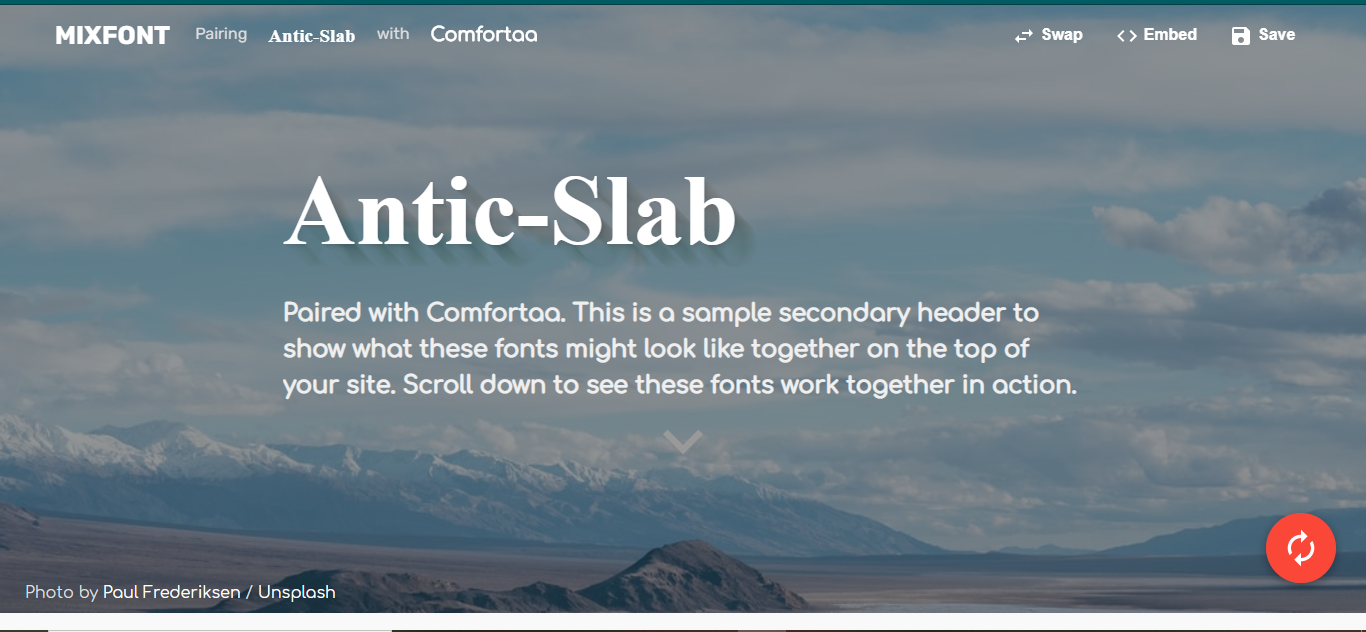 MIXFONT Pairing Antic-Slab with Comfortaa Swap Embed Save
Antic-Slab
Paired with Comfortaa. This is a sample secondary header to
show what these fonts might look like together on the top of
your site. Scroll down to see these fonts work together in action.
Photo by Paul Frederiksen / Unsplash